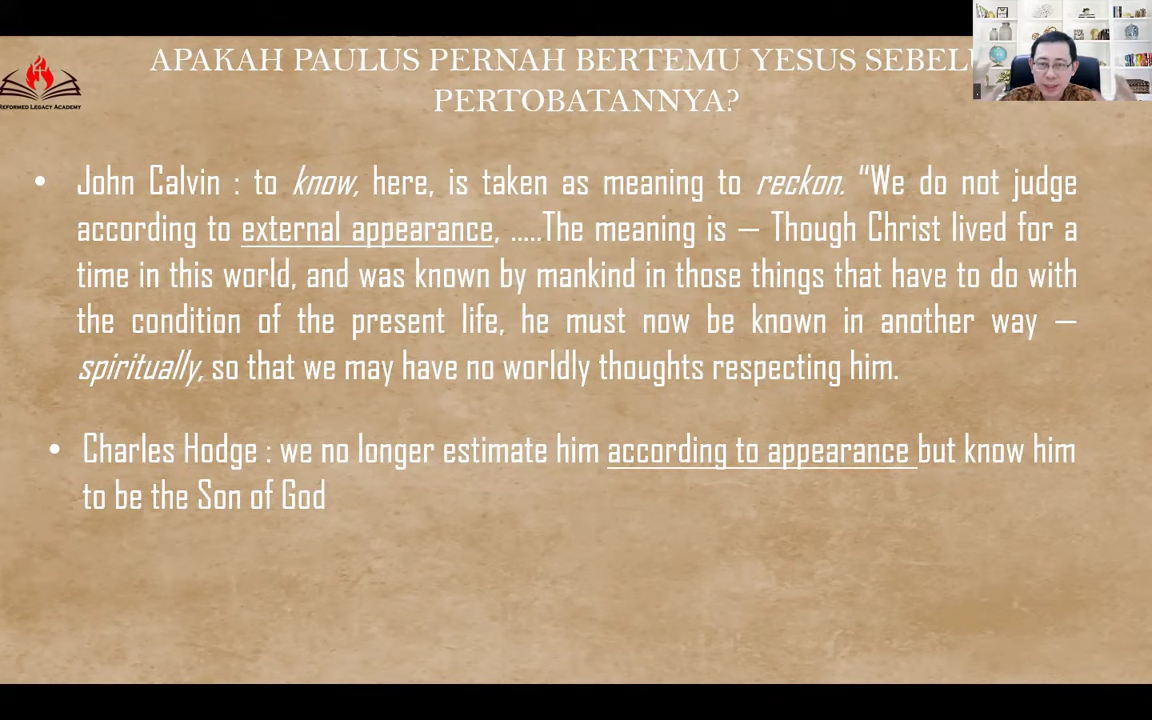 APAKAH PAULUS PERNAH BERTEMU YESUS
PERTOBATANNYA?
REFORMED LEGACY ACADEMY
• John Calvin : to know, here, is taken as meaning to reckon. “We do not judge
according to external appearance, .....The meaning is — Though Christ lived for a
time in this world, and was known by mankind in those things that have to do with
the condition of the present life, he must now be known in another way —
spiritually, so that we may have no worldly thoughts respecting him.
• Charles Hodge : we no longer estimate him according to appearance but know him
to be the Son of God